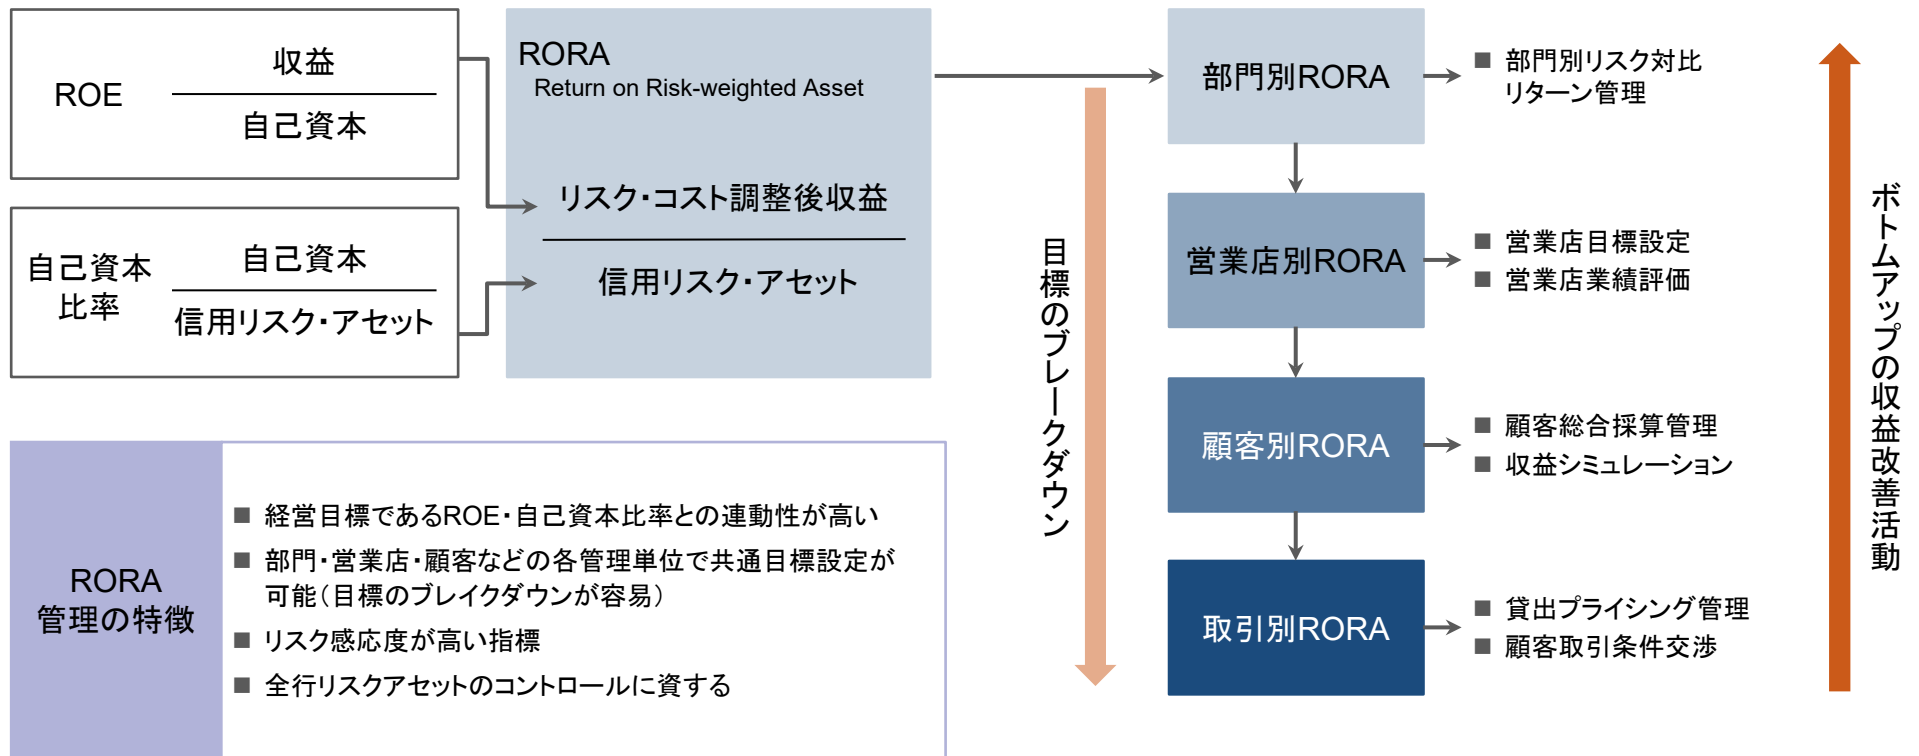 ROE
収益
自己資本
自己資本
比率
自己資本
信用リスク・アセット
RORA
Return on Risk-weighted Asset
リスク・コスト調整後収益
信用リスク・アセット
目標のブレークダウン
部門別RORA
■ 部門別リスク対比
リターン管理
営業店別RORA
■ 営業店目標設定
■ 営業店業績評価
顧客別RORA
■ 顧客総合採算管理
■ 収益シミュレーション
取引別RORA
■ 貸出プライシング管理
■ 顧客取引条件交渉
ボトムアップの収益改善活動
RORA
管理の特徴
■ 経営目標であるROE・自己資本比率との連動性が高い
■ 部門・営業店・顧客などの各管理単位で共通目標設定が
可能（目標のブレイクダウンが容易）
■ リスク感応度が高い指標
■ 全行リスクアセットのコントロールに資する